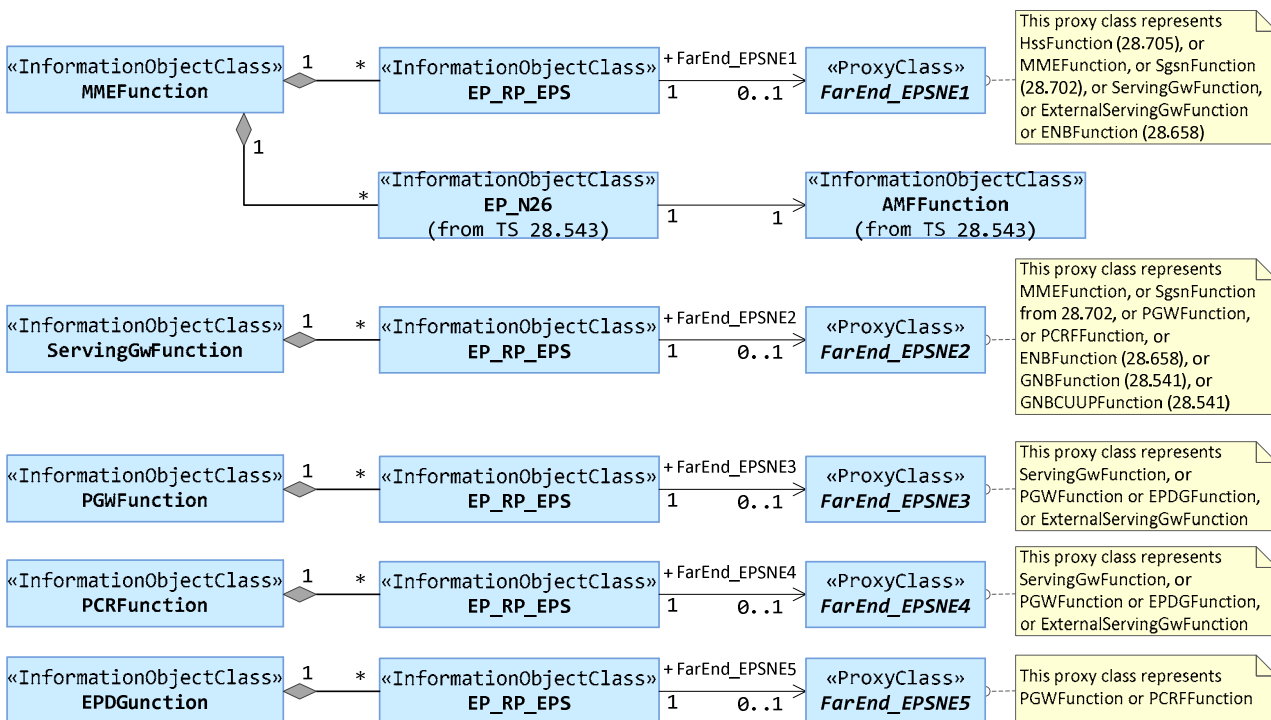 «InformationObjectClass»
MMEFunction
1
*
«InformationObjectClass»
EP_RP_EPS
+FarEnd_EPSNE1
1
0..1
«ProxyClass»
FarEnd_EPSNE1
This proxy class represents
HssFunction (28.705), or
MMEFunction, or SgsnFunction
(28.702), or ServingGwFunction,
or ExternalServingGwFunction
or ENBFunction (28.658)
1
*
«InformationObjectClass»
EP_N26
(from TS 28.543)
1
1
«InformationObjectClass»
AMFFunction
(from TS 28.543)
«InformationObjectClass»
ServingGwFunction
1
*
«InformationObjectClass»
EP_RP_EPS
+FarEnd_EPSNE2
1
0..1
«ProxyClass»
FarEnd_EPSNE2
This proxy class represents
MMEFunction, or SgsnFunction
from 28.702, or PGWFunction,
or PCRFFunction, or
ENBFunction (28.658), or
GNBFunction (28.541), or
GNBCUUPFunction (28.541)
«InformationObjectClass»
PGWFunction
1
*
«InformationObjectClass»
EP_RP_EPS
+FarEnd_EPSNE3
1
0..1
«ProxyClass»
FarEnd_EPSNE3
This proxy class represents
ServingGwFunction, or
PGWFunction or EPDGFunction,
or ExternalServingGwFunction
«InformationObjectClass»
PCRFunction
1
*
«InformationObjectClass»
EP_RP_EPS
+FarEnd_EPSNE4
1
0..1
«ProxyClass»
FarEnd_EPSNE4
This proxy class represents
ServingGwFunction, or
PGWFunction or EPDGFunction,
or ExternalServingGwFunction
«InformationObjectClass»
EPDGunction
1
*
«InformationObjectClass»
EP_RP_EPS
+FarEnd_EPSNE5
1
0..1
«ProxyClass»
FarEnd_EPSNE5
This proxy class represents
PGWFunction or PCRFFunction